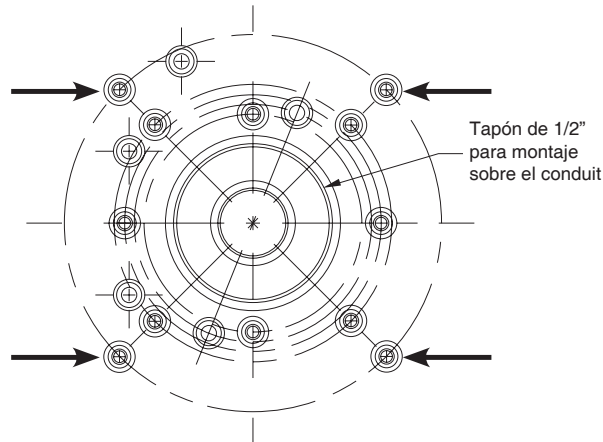 Tapón de 1/2”
para montaje
sobre el conduit